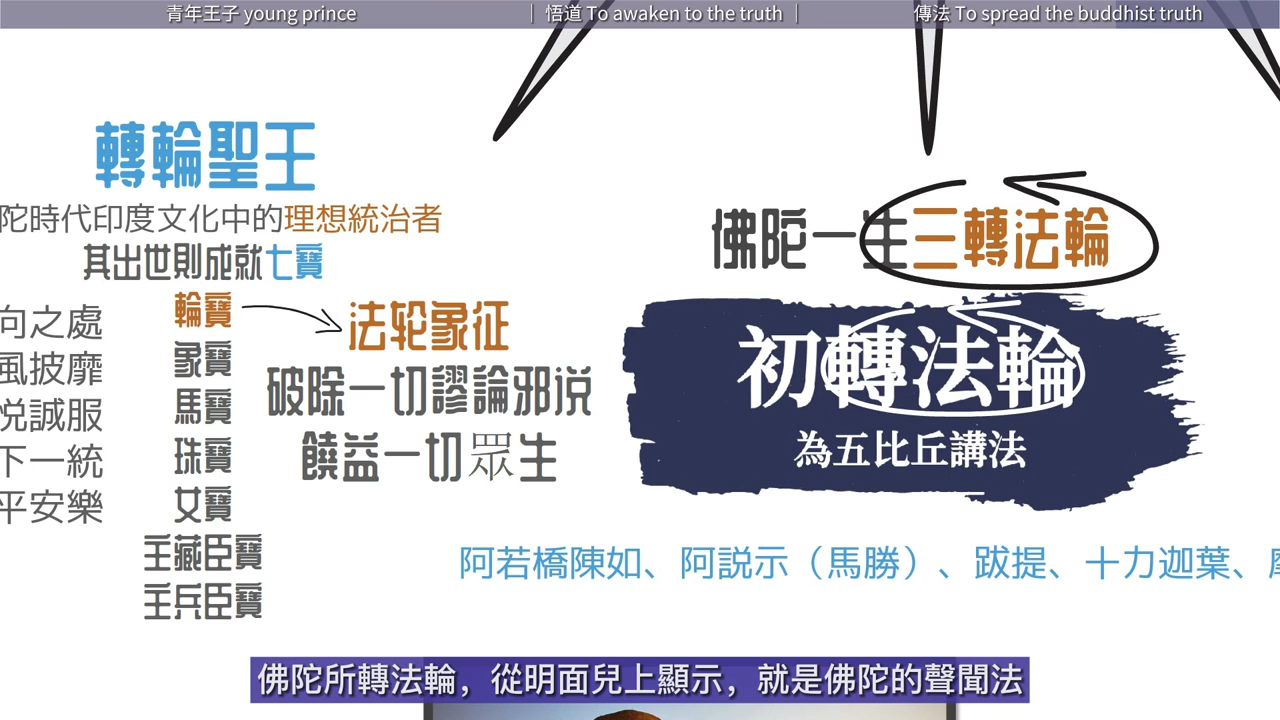 青年王子 young prince
｜ 悟道 To awaken to the truth ｜
傳法 To spread the buddhist truth
轉輪聖王
陀時代印度文化中的理想統治者
其出世則成就七寶
向之處
風披靡
悦誠服
下一統
平安樂
輪寶
象寶
馬寶
珠寶
女寶
主藏臣寶
主兵臣寶
法轮象征
破除一切謬論邪说
饒益一切眾生
佛陀一生三轉法輪
初轉法輪
為五比丘講法
阿若橋陳如、阿説示（馬勝）、跋提、十力迦葉、
佛陀所轉法輪，從明面兒上顯示，就是佛陀的聲聞法